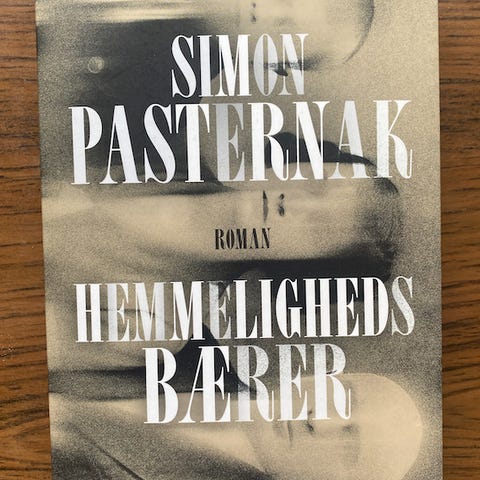 SIMON
PASTERNAK
ROMAN
HEMMELIGHEDS
BÆRER